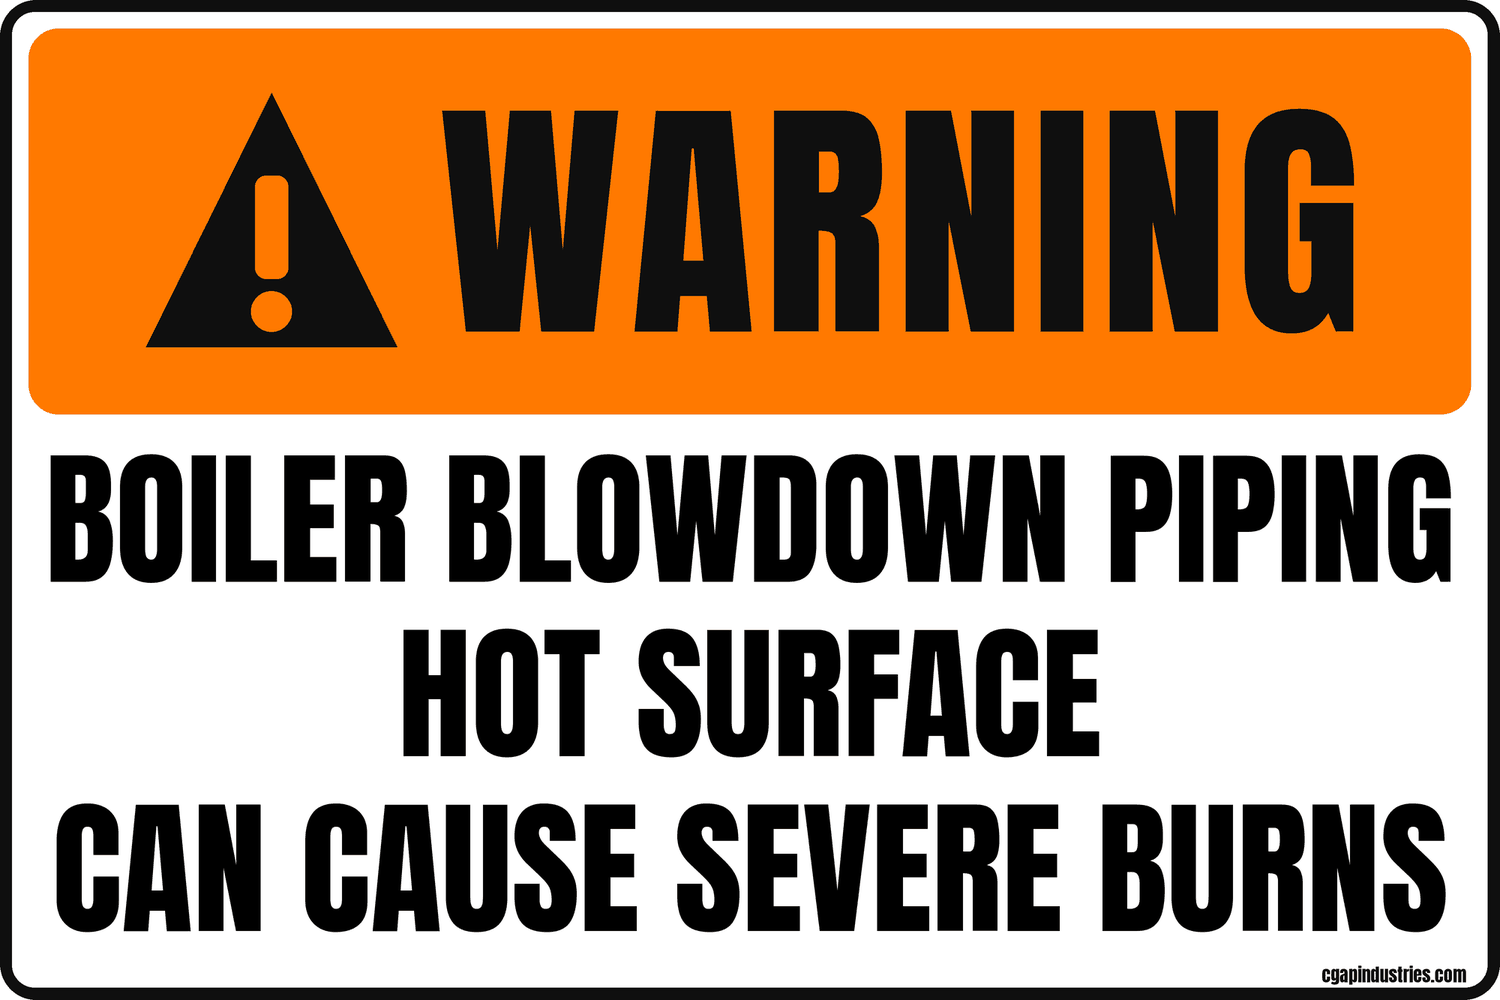 WARNING
BOILER BLOWDOWN PIPING
HOT SURFACE
CAN CAUSE SEVERE BURNS
cgapindustries.com